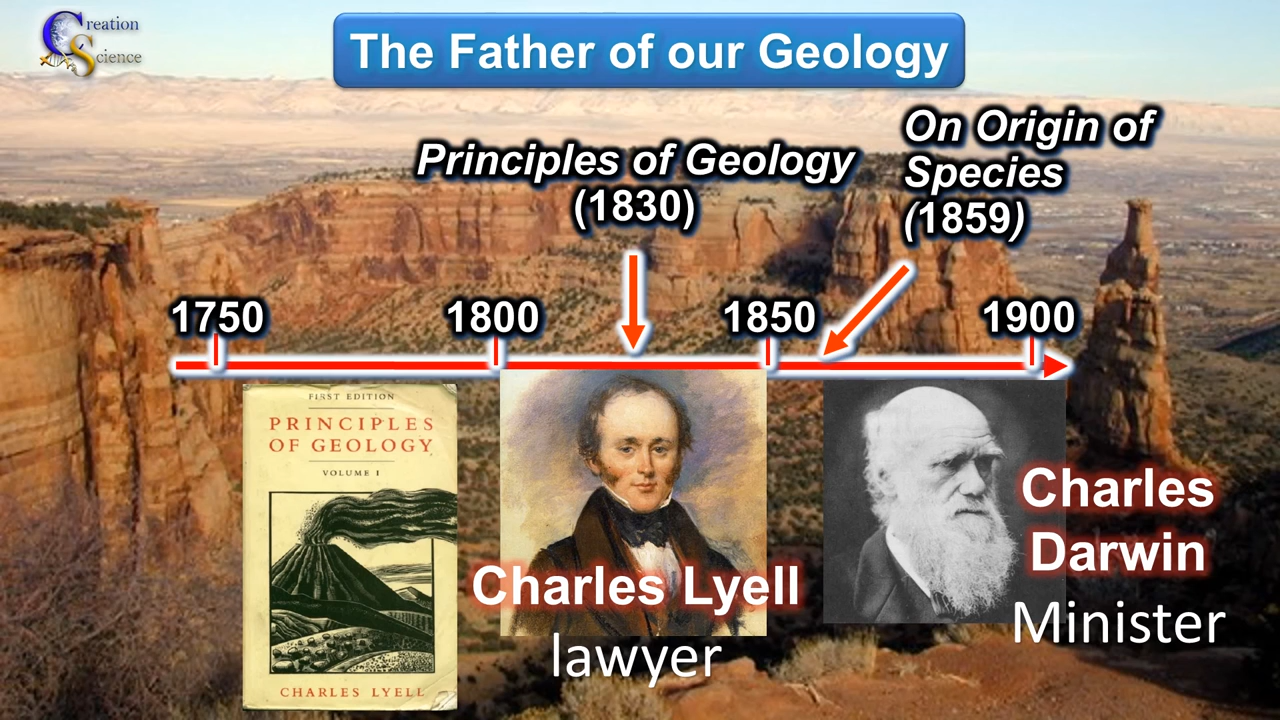 Creation
Science
The Father of our Geology
Principles of Geology
(1830)
On Origin of
Species
(1859)
1750
1800
1850
1900
FIRST EDITION
PRINCIPLES
OF GEOLOGY
VOLUME I
CHARLES LYELL
Charles Lyell
lawyer
Charles
Darwin
Minister